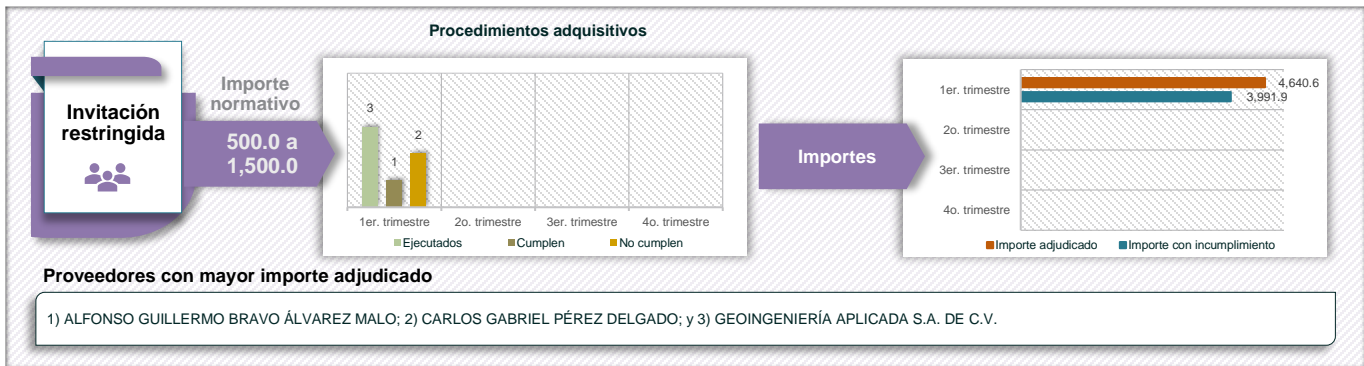 Procedimientos adquisitivos
Invitación
restringida
Importe
normativo
500.0 a
1,500.0
3
1
2
1er. trimestre
2o. trimestre
3er. trimestre
4o. trimestre
Ejecutados
Cumplen
No cumplen
Importes
1er. trimestre
4,640.6
3,991.9
2o. trimestre
3er. trimestre
4o. trimestre
Importe adjudicado
Importe con incumplimiento
Proveedores con mayor importe adjudicado
1) ALFONSO GUILLERMO BRAVO ÁLVAREZ MALO; 2) CARLOS GABRIEL PÉREZ DELGADO; y 3) GEOINGENIERÍA APLICADA S.A. DE C.V.